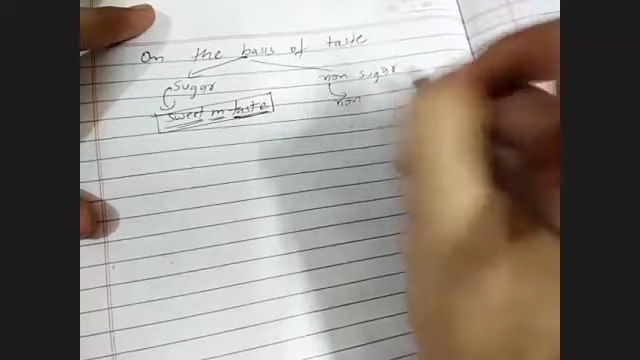 On the basis of taste
sugar non sugar
sweet in taste non